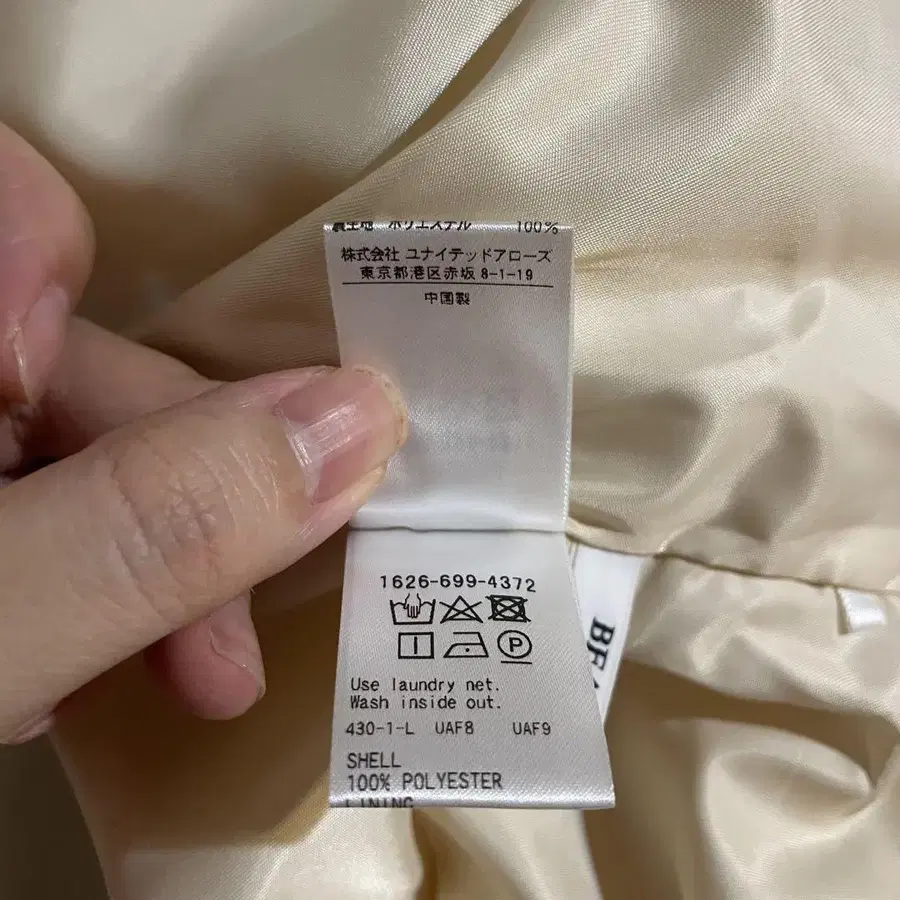 裏生地 ポリエステル 100%
株式会社 ユナイテッドアローズ
東京都港区赤坂 8-1-19
中国製
1626-699-4372
P
Use laundry net.
Wash inside out.
430-1-L UAF8 UAF9
SHELL
100% POLYESTER
LINING